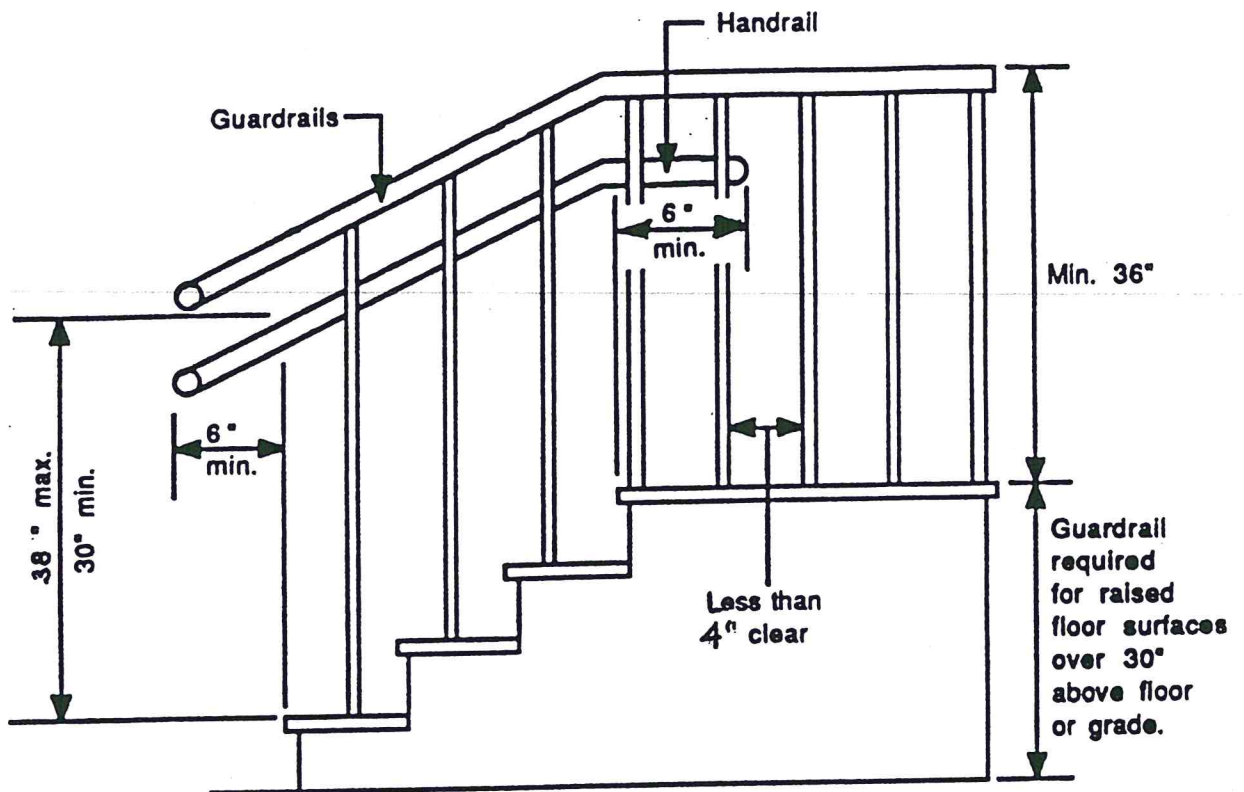 Handrail
Guardrails
6"
min.
Min. 36"
6"
min.
38" max.
30" min.
Guardrail
required
for raised
floor surfaces
over 30"
above floor
or grade.
Less than
4" clear